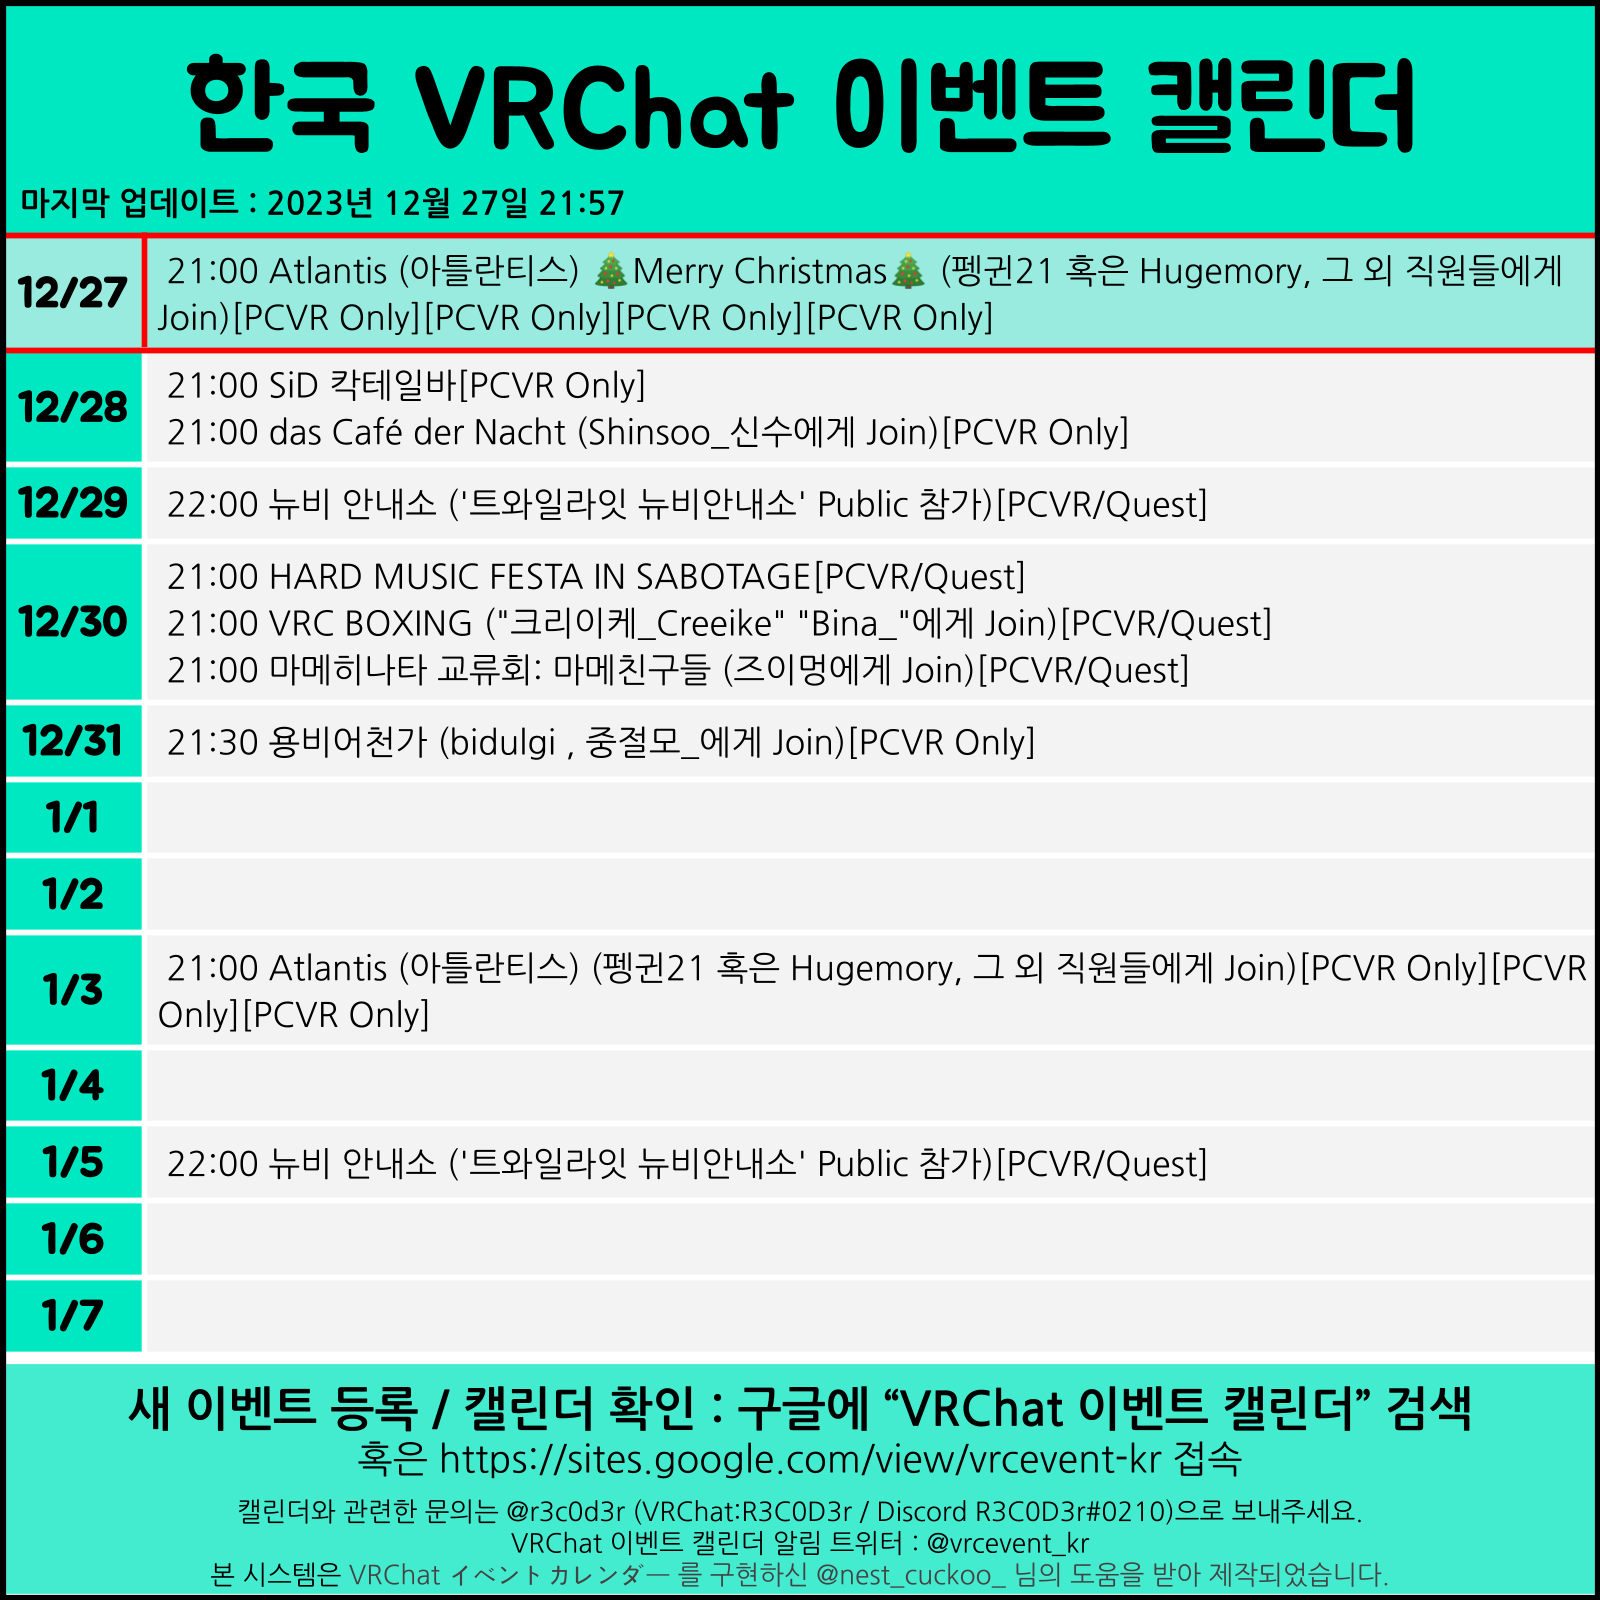 한국 VRChat 이벤트 캘린더
마지막 업데이트 : 2023년 12월 27일 21:57
12/27
21:00 Atlantis (아틀란티스) 🎄Merry Christmas🎄 (펭귄21 혹은 Hugemory, 그 외 직원들에게
Join)[PCVR Only][PCVR Only][PCVR Only][PCVR Only]
12/28
21:00 SiD 칵테일바[PCVR Only]
21:00 das Café der Nacht (Shinsoo_신수에게 Join)[PCVR Only]
12/29
22:00 뉴비 안내소 ('트와일라잇 뉴비안내소' Public 참가)[PCVR/Quest]
12/30
21:00 HARD MUSIC FESTA IN SABOTAGE[PCVR/Quest]
21:00 VRC BOXING ("크리이케_Creeike" "Bina_"에게 Join)[PCVR/Quest]
21:00 마메히나타 교류회: 마메친구들 (즈이멍에게 Join)[PCVR/Quest]
12/31
21:30 용비어천가 (bidulgi , 중절모_에게 Join)[PCVR Only]
1/1
1/2
1/3
21:00 Atlantis (아틀란티스) (펭귄21 혹은 Hugemory, 그 외 직원들에게 Join)[PCVR Only][PCVR
Only][PCVR Only]
1/4
1/5
22:00 뉴비 안내소 ('트와일라잇 뉴비안내소' Public 참가)[PCVR/Quest]
1/6
1/7
새 이벤트 등록 / 캘린더 확인 : 구글에 “VRChat 이벤트 캘린더” 검색
혹은 https://sites.google.com/view/vrcevent-kr 접속
캘린더와 관련한 문의는 @r3c0d3r (VRChat:R3C0D3r / Discord R3C0D3r#0210)으로 보내주세요.
VRChat 이벤트 캘린더 알림 트위터 : @vrcevent_kr
본 시스템은 VRChat イベントカレンダー 를 구현하신 @nest_cuckoo_ 님의 도움을 받아 제작되었습니다.